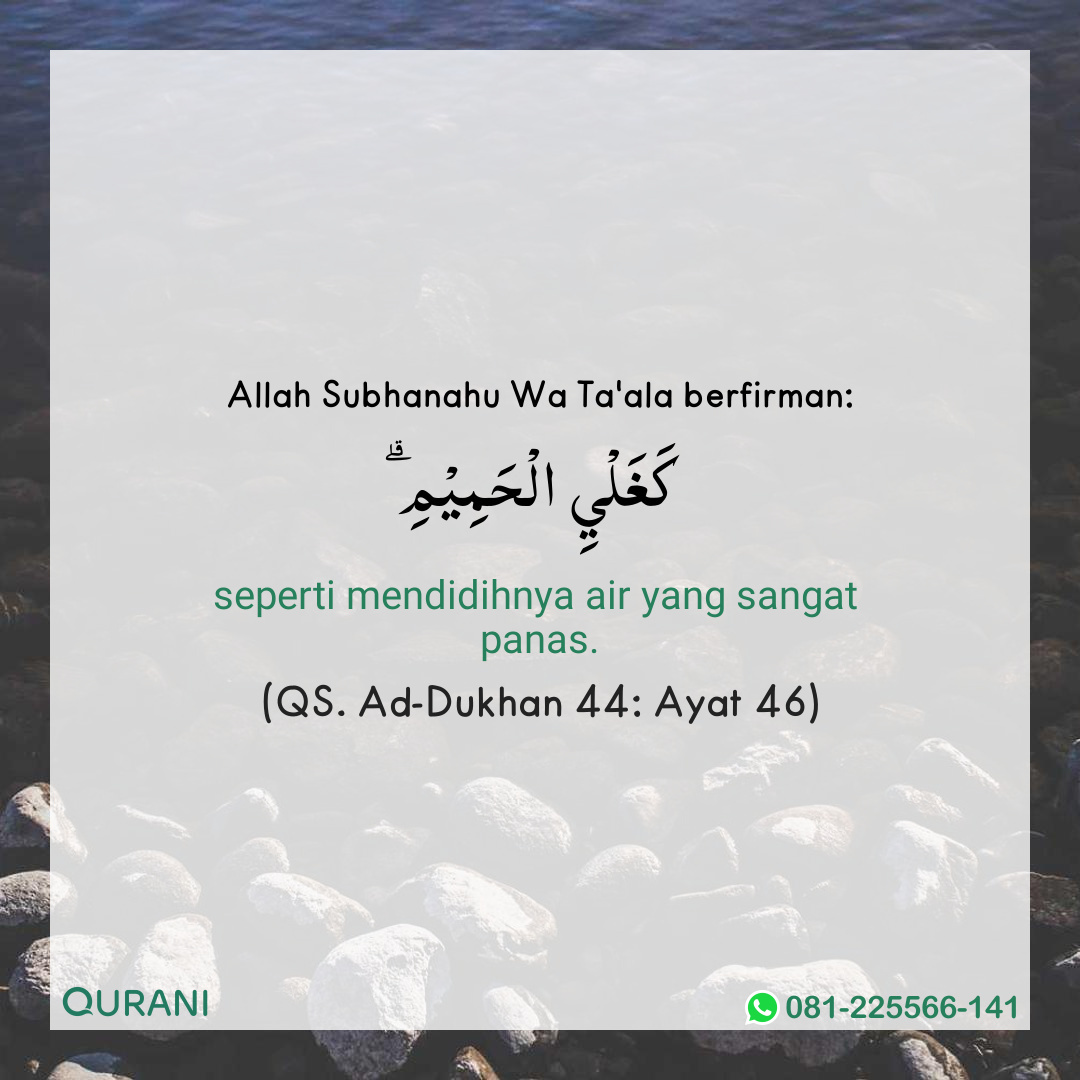 Allah Subhanahu Wa Ta'ala berfirman:
كَغَلْيِ الْحَمِيْمِ ۗ
seperti mendidihnya air yang sangat
panas.
(QS. Ad-Dukhan 44: Ayat 46)
QURANI
081-225566-141